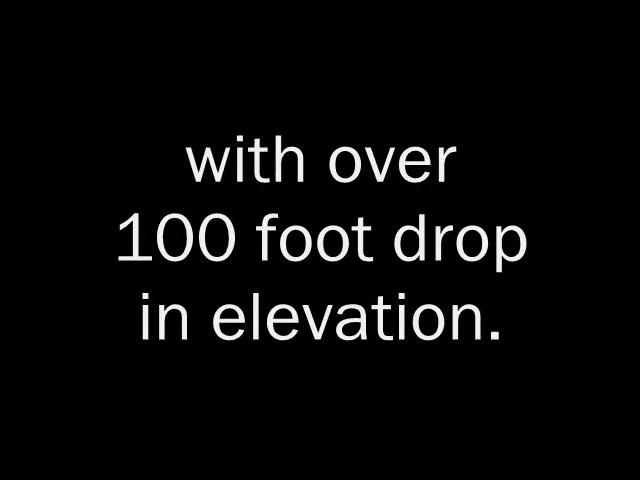 with over
100 foot drop
in elevation.